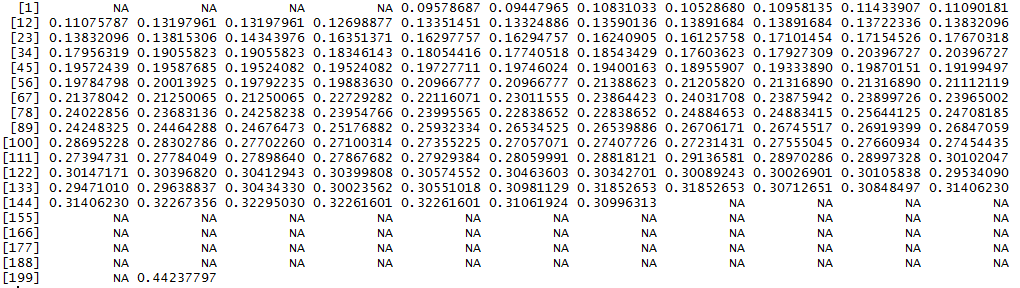 [1] NA NA NA NA 0.09578687 0.09447965 0.10831033 0.10528680 0.10958135 0.11433907 0.11090181
[12] 0.11075787 0.13197961 0.13197961 0.12698877 0.13351451 0.13324886 0.13590136 0.13891684 0.13891684 0.13722336 0.13832096
[23] 0.13832096 0.13815306 0.14343976 0.16351371 0.16297757 0.16294757 0.16240905 0.16125758 0.17101454 0.17154526 0.17670318
[34] 0.17956319 0.19055823 0.19055823 0.18346143 0.18054416 0.17740518 0.18543429 0.17603623 0.17927309 0.20396727 0.20396727
[45] 0.19572439 0.19587685 0.19524082 0.19524082 0.19727711 0.19746024 0.19400163 0.18955907 0.19333890 0.19870151 0.19199497
[56] 0.19784798 0.20013925 0.19792235 0.19883630 0.20966777 0.20966777 0.21388623 0.21205820 0.21316890 0.21316890 0.21112119
[67] 0.21378042 0.21250065 0.21250065 0.22729282 0.22116071 0.23011555 0.23864423 0.24031708 0.23875942 0.23899726 0.23965002
[78] 0.24022856 0.23683136 0.24258238 0.23954766 0.23995565 0.22838652 0.22838652 0.24884653 0.24883415 0.25644125 0.24708185
[89] 0.24248325 0.24464288 0.24676473 0.25176882 0.25932334 0.26534525 0.26539886 0.26706171 0.26745517 0.26919399 0.26847059
[100] 0.28695228 0.28302786 0.27702260 0.27100314 0.27355225 0.27057071 0.27407726 0.27231431 0.27555045 0.27660934 0.27454435
[111] 0.27394731 0.27784049 0.27898640 0.27867682 0.27929384 0.28059991 0.28818121 0.29136581 0.28970286 0.28997328 0.30102047
[122] 0.30147171 0.30396820 0.30412943 0.30399808 0.30574552 0.30463603 0.30342701 0.30089243 0.30026901 0.30105838 0.29534090
[133] 0.29471010 0.29638837 0.30434330 0.30023562 0.30551018 0.30981129 0.31852653 0.31852653 0.30712651 0.30848497 0.31406230
[144] 0.31406230 0.32267356 0.32295030 0.32261601 0.32261601 0.31061924 0.30996313 NA NA NA NA
[155] NA NA NA NA NA NA NA NA NA NA NA
[166] NA NA NA NA NA NA NA NA NA NA NA
[177] NA NA NA NA NA NA NA NA NA NA NA
[188] NA NA NA NA NA NA NA NA NA NA NA
[199] NA 0.44237797